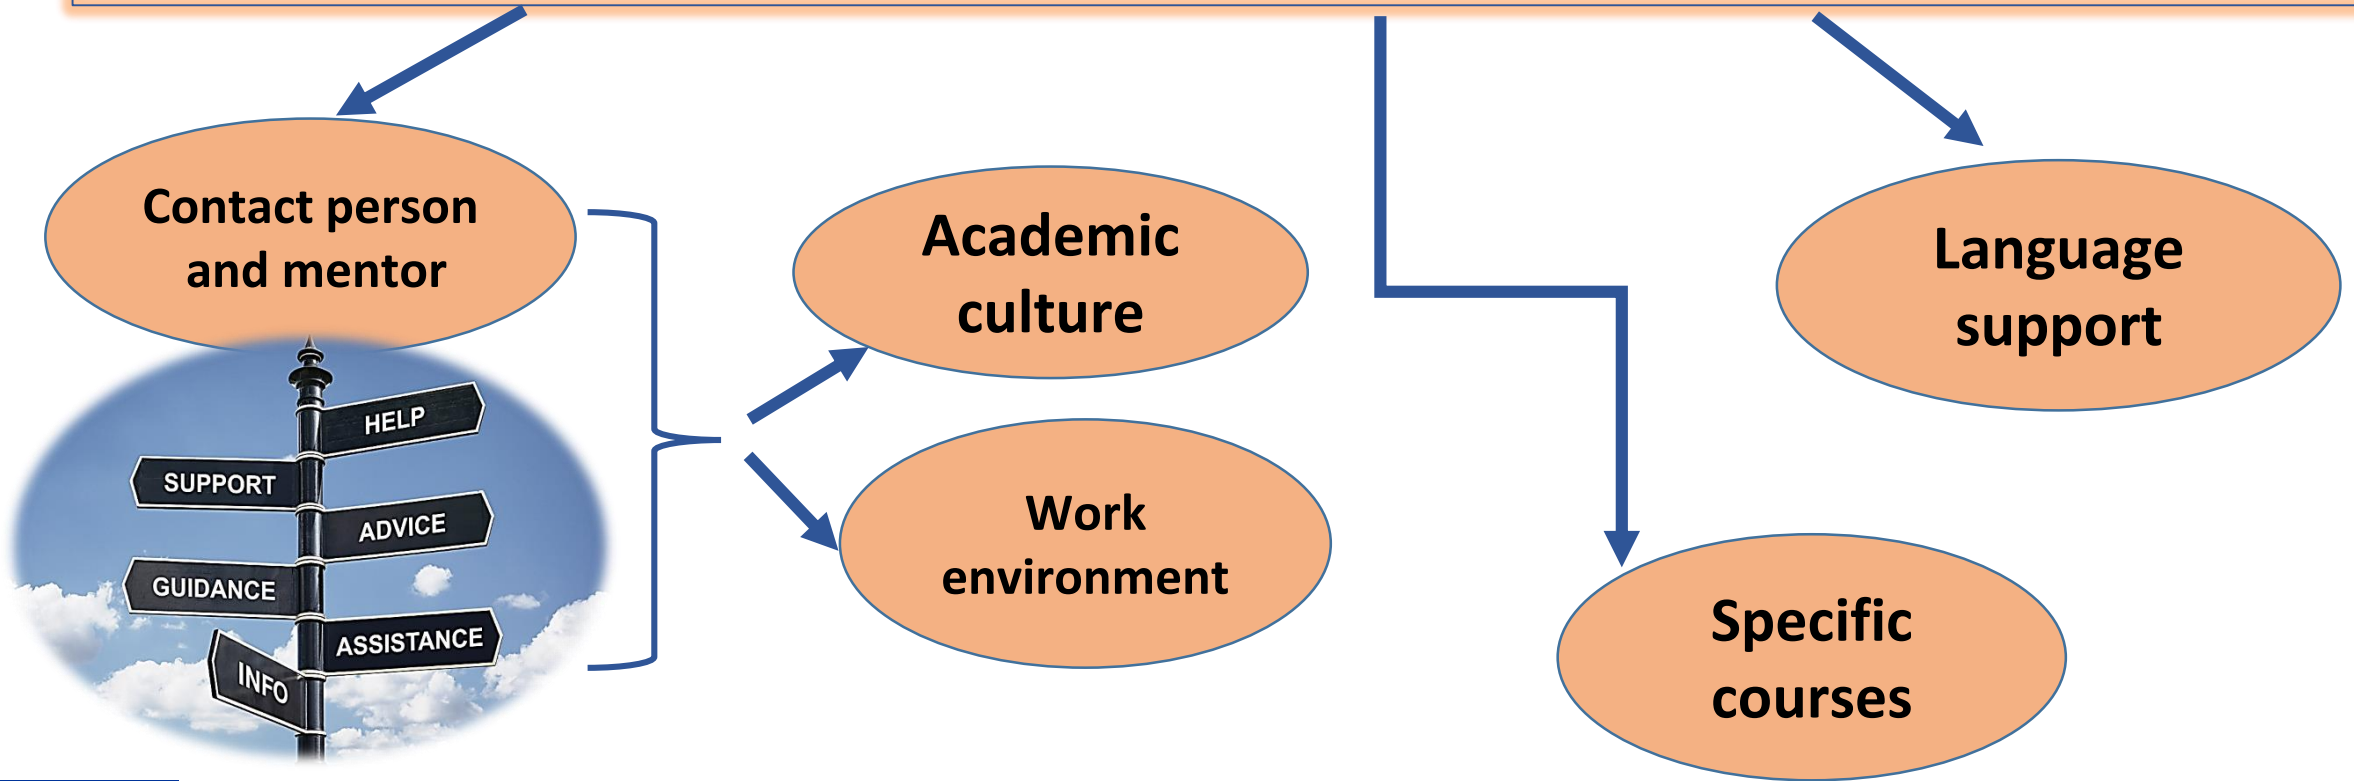 Contact person
and mentor
HELP
SUPPORT
ADVICE
GUIDANCE
ASSISTANCE
INFO
Academic
culture
Work
environment
Language
support
Specific
courses